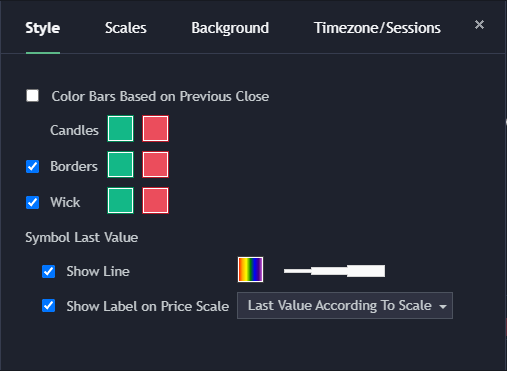 Style Scales Background Timezone/Sessions ×
Color Bars Based on Previous Close
Candles
Borders
Wick
Symbol Last Value
Show Line
Show Label on Price Scale Last Value According To Scale